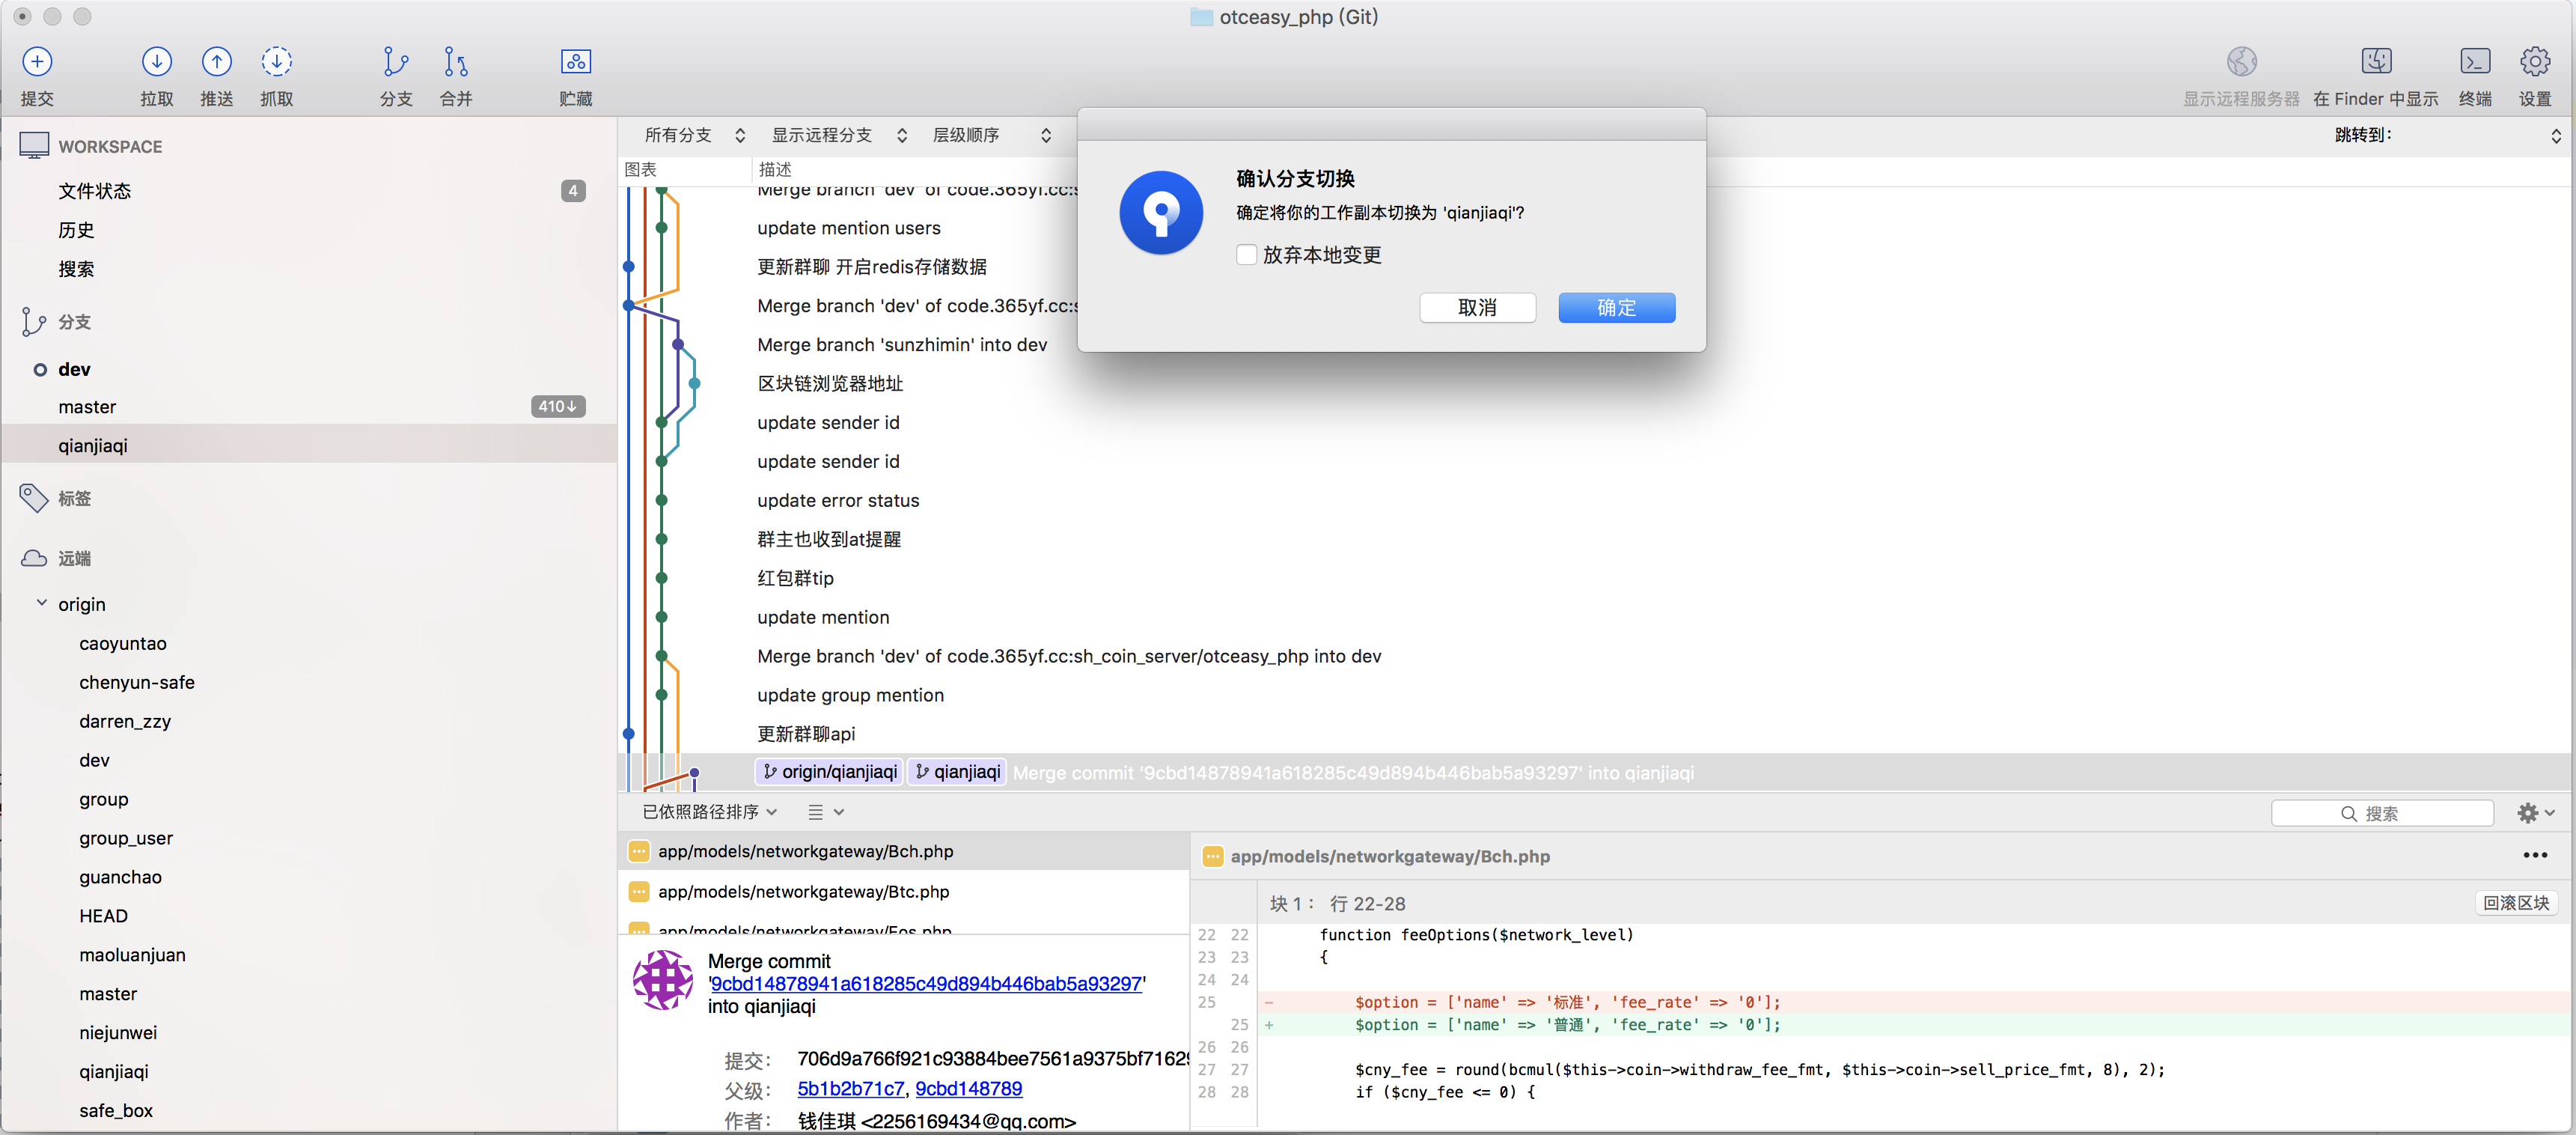 otceasy_php (Git)
提交
拉取
推送
抓取
分支
合并
贮藏
显示远程服务器
在 Finder 中显示
终端
设置
WORKSPACE
文件状态
4
历史
搜索
分支
dev
master
410↓
qianjiaqi
标签
远端
origin
caoyuntao
chenyun-safe
darren_zzy
dev
group
group_user
guanchao
HEAD
maoluanjuan
master
niejunwei
qianjiaqi
safe_box
所有分支
显示远程分支
层级顺序
跳转到：
图表
描述
Merge branch 'dev' of code.365yf.cc:s
update mention users
更新群聊 开启redis存储数据
Merge branch 'dev' of code.365yf.cc:s
Merge branch 'sunzhimin' into dev
区块链浏览器地址
update sender id
update sender id
update error status
群主也收到at提醒
红包群tip
update mention
Merge branch 'dev' of code.365yf.cc:sh_coin_server/otceasy_php into dev
update group mention
更新群聊api
origin/qianjiaqi qianjiaqi Merge commit '9cbd14878941a618285c49d894b446bab5a93297' into qianjiaqi
确认分支切换
确定将你的工作副本切换为 'qianjiaqi'?
放弃本地变更
取消
确定
已依照路径排序
搜索
app/models/networkgateway/Bch.php
app/models/networkgateway/Btc.php
app/models/networkgateway/Eos.php
Merge commit
'9cbd14878941a618285c49d894b446bab5a93297'
into qianjiaqi
提交： 706d9a766f921c93884bee7561a9375bf7162
父级： 5b1b2b71c7, 9cbd148789
作者： 钱佳琪 <2256169434@qq.com>
app/models/networkgateway/Bch.php
块 1： 行 22-28
回滚区块
22 22 function feeOptions($network_level)
23 23 {
24 24
25 - $option = ['name' => '标准', 'fee_rate' => '0'];
25 + $option = ['name' => '普通', 'fee_rate' => '0'];
26 26
27 27 $cny_fee = round(bcmul($this->coin->withdraw_fee_fmt, $this->coin->sell_price_fmt, 8), 2);
28 28 if ($cny_fee <= 0) {